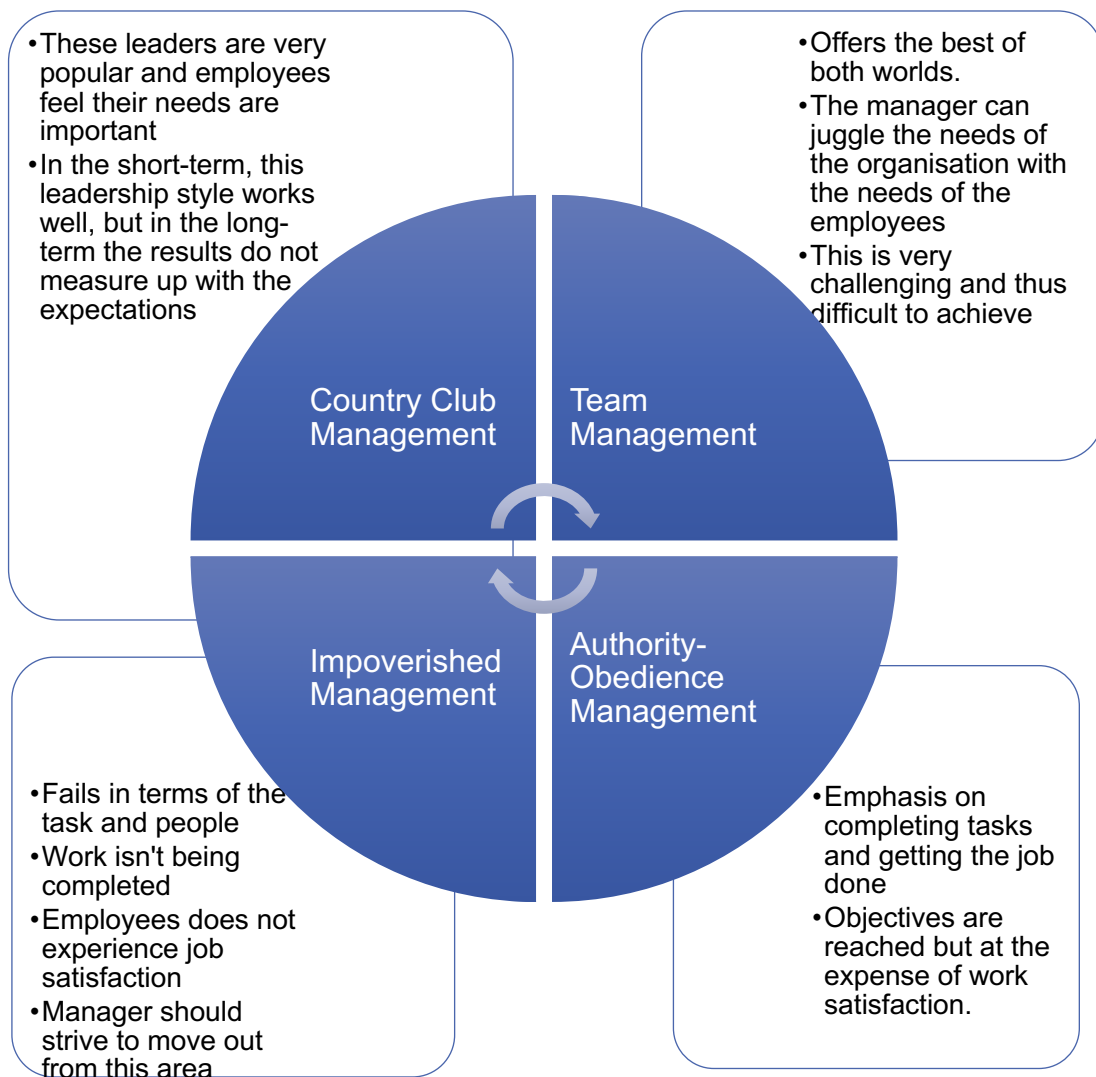 •These leaders are very
popular and employees
feel their needs are
important
•In the short-term, this
leadership style works
well, but in the long-
term the results do not
measure up with the
expectations
•Offers the best of
both worlds.
•The manager can
juggle the needs of
the organisation with
the needs of the
employees
•This is very
challenging and thus
difficult to achieve
Country Club
Management
Team
Management
Impoverished
Management
Authority-
Obedience
Management
•Fails in terms of the
task and people
•Work isn't being
completed
•Employees does not
experience job
satisfaction
•Manager should
strive to move out
from this area
•Emphasis on
completing tasks
and getting the job
done
•Objectives are
reached but at the
expense of work
satisfaction.